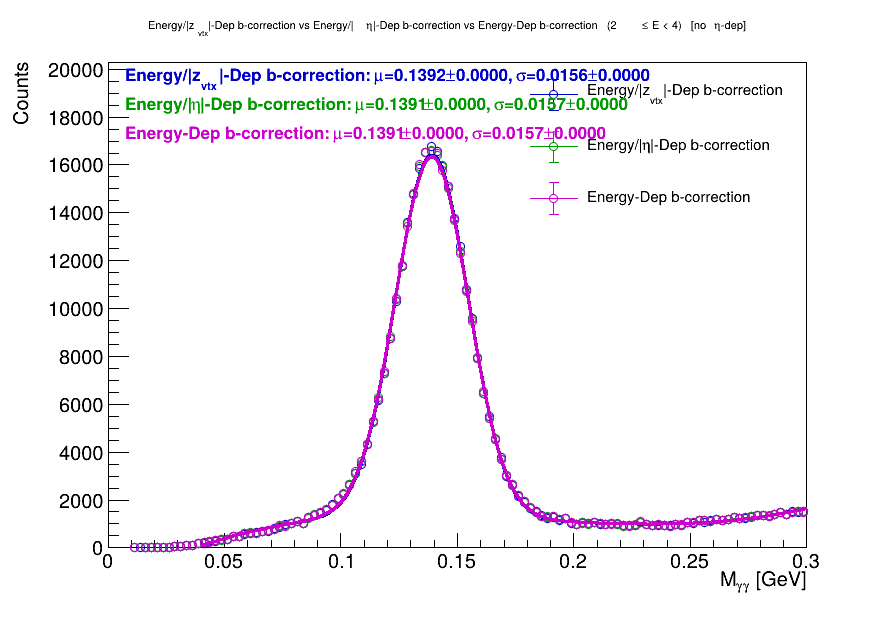 Energy/|z_vtx|-Dep b-correction vs Energy/|η|-Dep b-correction vs Energy-Dep b-correction (2 ≤ E < 4) [no η-dep]
Counts
Energy/|z_vtx|-Dep b-correction: μ=0.1392±0.0000, σ=0.0156±0.0000
Energy/|η|-Dep b-correction: μ=0.1391±0.0000, σ=0.0157±0.0000
Energy-Dep b-correction: μ=0.1391±0.0000, σ=0.0157±0.0000
Energy/|z_vtx|-Dep b-correction
Energy/|η|-Dep b-correction
Energy-Dep b-correction
20000
18000
16000
14000
12000
10000
8000
6000
4000
2000
0
0 0.05 0.1 0.15 0.2 0.25 0.3
M_γγ [GeV]